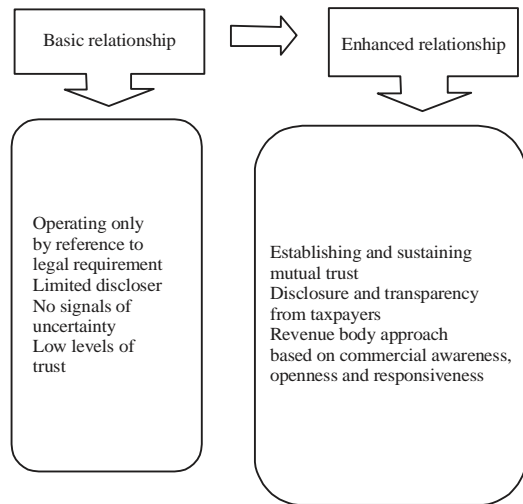 Basic relationship
Enhanced relationship
Operating only
by reference to
legal requirement
Limited discloser
No signals of
uncertainty
Low levels of
trust
Establishing and sustaining
mutual trust
Disclosure and transparency
from taxpayers
Revenue body approach
based on commercial awareness,
openness and responsiveness